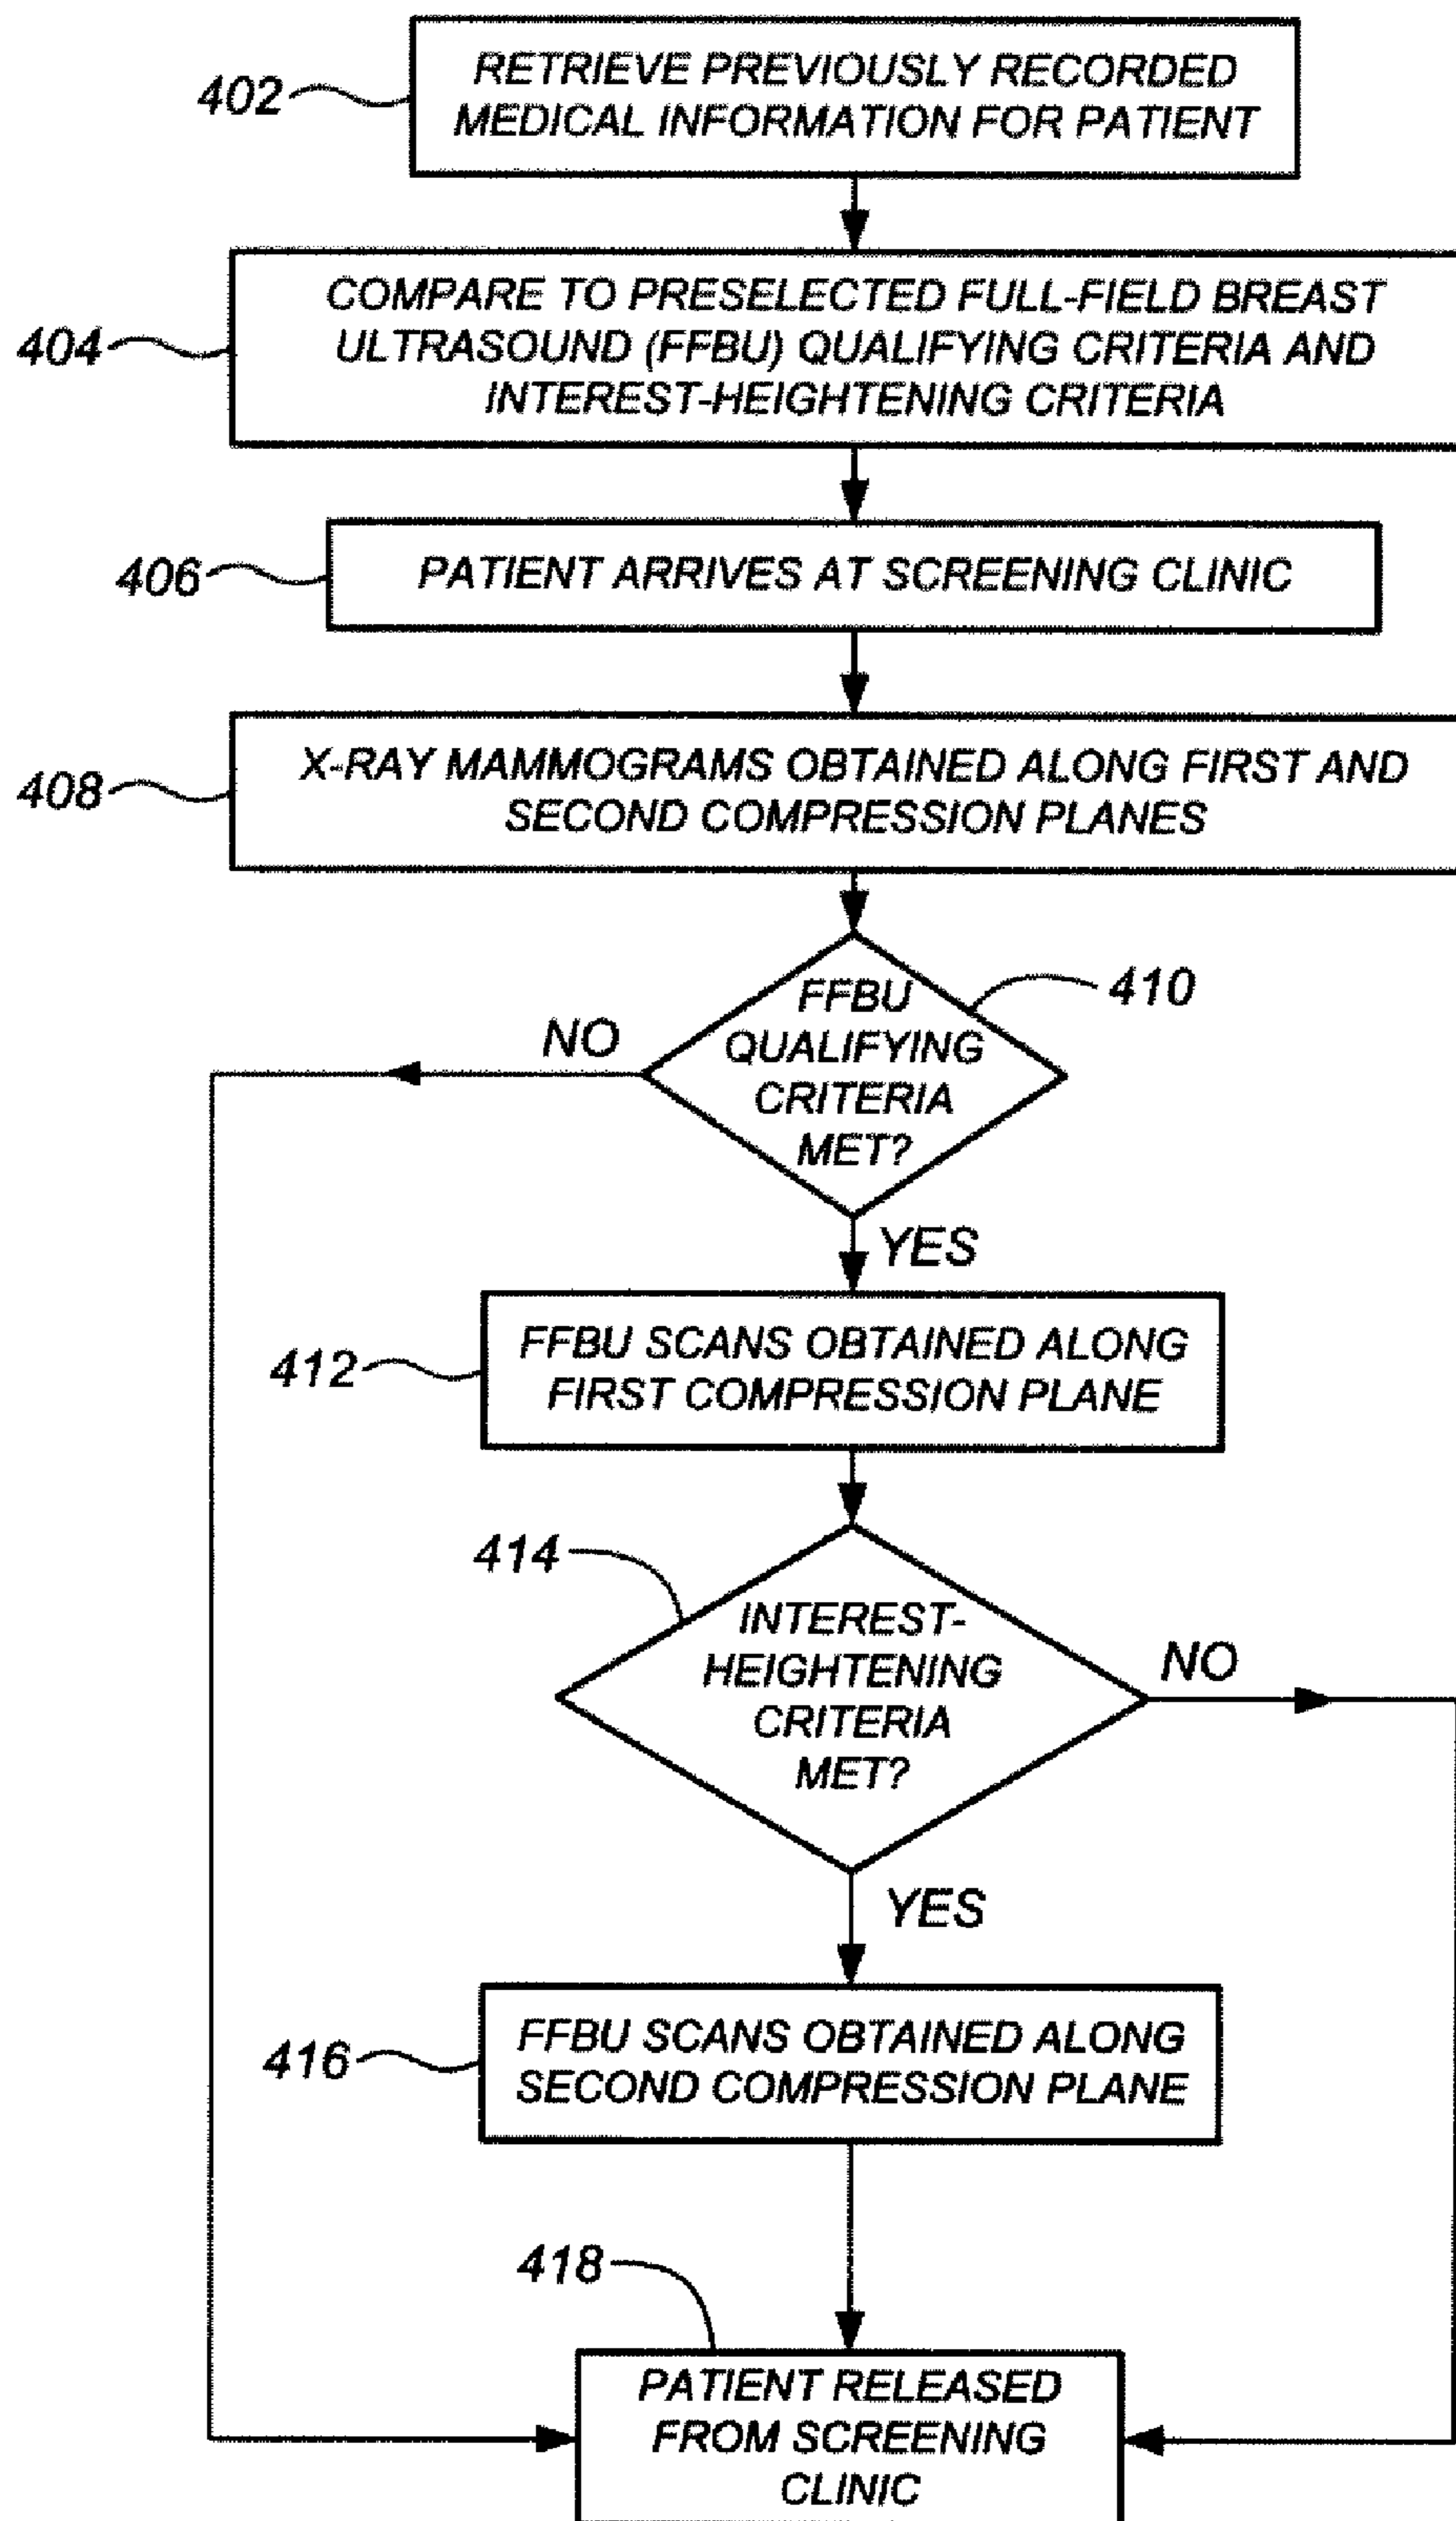 402
RETRIEVE PREVIOUSLY RECORDED
MEDICAL INFORMATION FOR PATIENT
404
COMPARE TO PRESELECTED FULL-FIELD BREAST
ULTRASOUND (FFBU) QUALIFYING CRITERIA AND
INTEREST-HEIGHTENING CRITERIA
406
PATIENT ARRIVES AT SCREENING CLINIC
408
X-RAY MAMMOGRAMS OBTAINED ALONG FIRST AND
SECOND COMPRESSION PLANES
410
FFBU
QUALIFYING
CRITERIA
MET?
NO
YES
412
FFBU SCANS OBTAINED ALONG
FIRST COMPRESSION PLANE
414
INTEREST-
HEIGHTENING
CRITERIA
MET?
NO
YES
416
FFBU SCANS OBTAINED ALONG
SECOND COMPRESSION PLANE
418
PATIENT RELEASED
FROM SCREENING
CLINIC